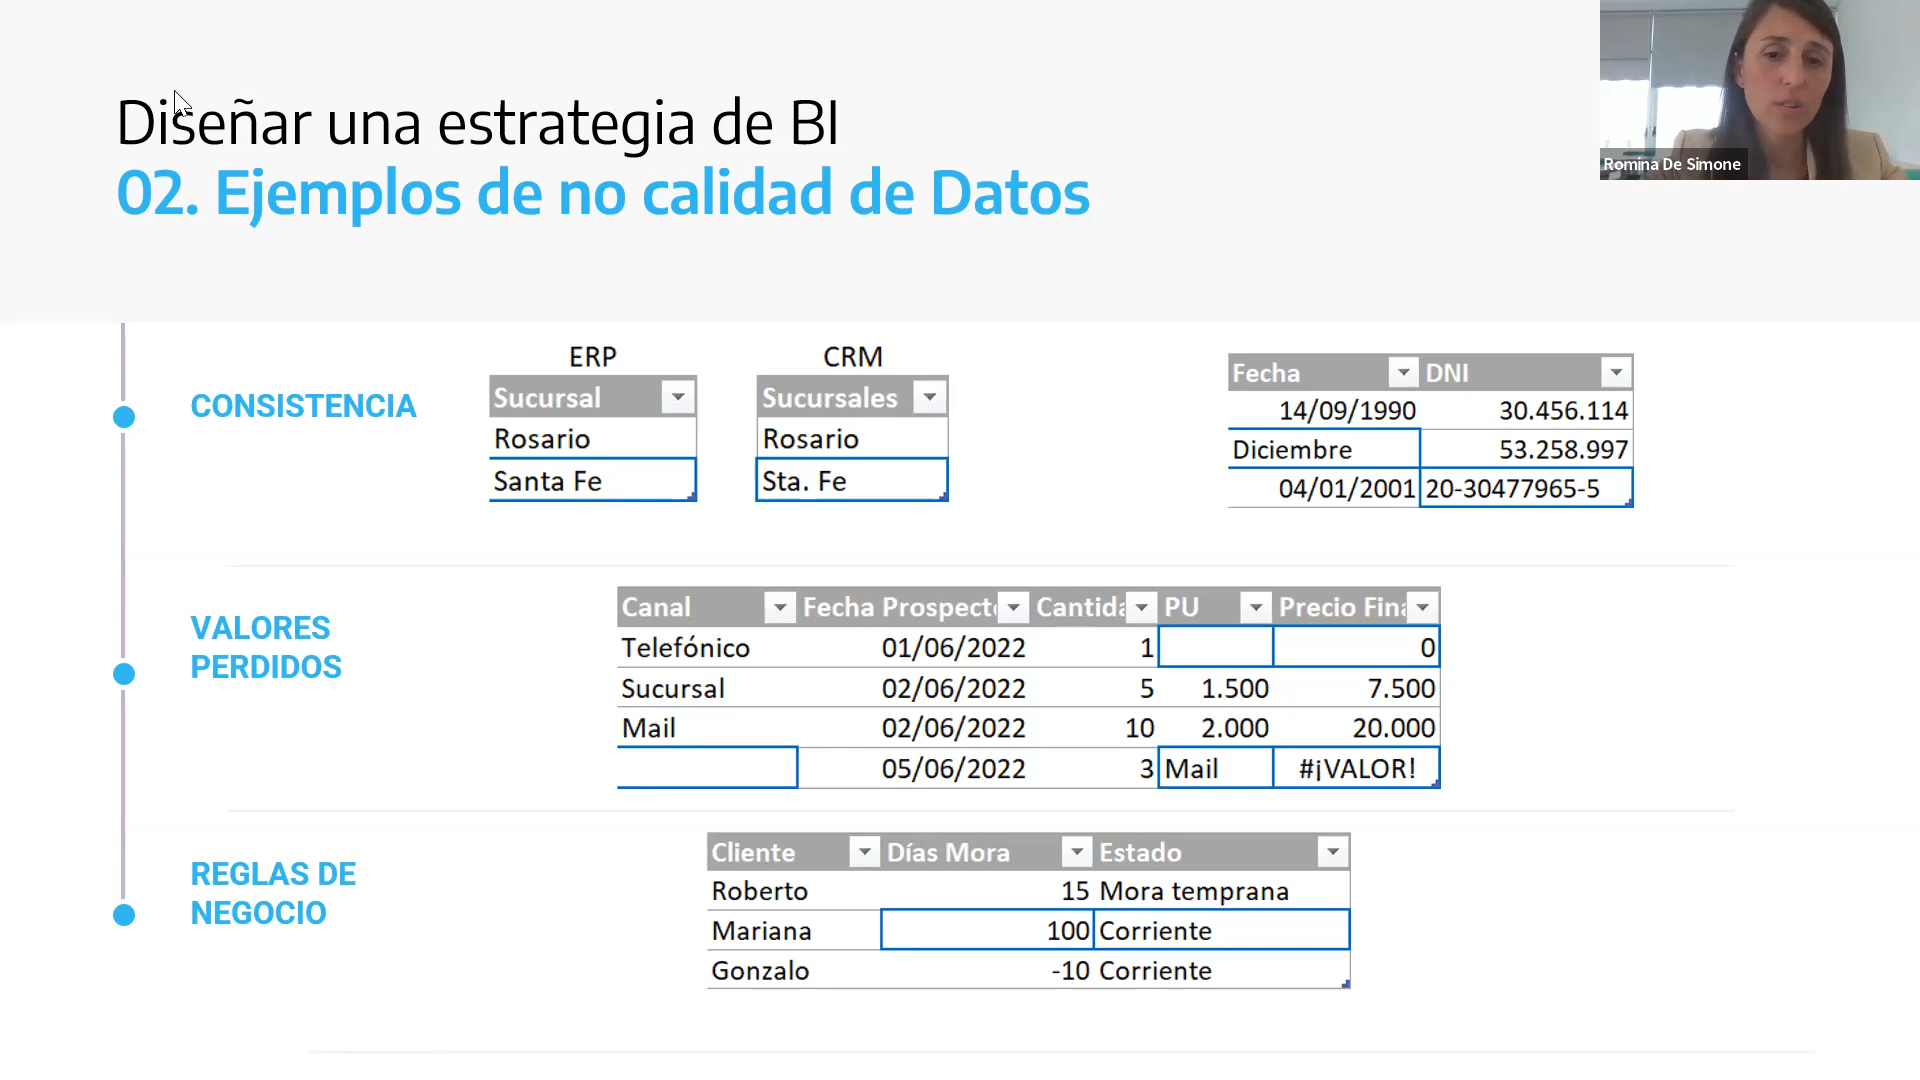 Diseñar una estrategia de BI
02. Ejemplos de no calidad de Datos
Romina De Simone
CONSISTENCIA
ERP
Sucursal
Rosario
Santa Fe
CRM
Sucursales
Rosario
Sta. Fe
Fecha DNI
14/09/1990 30.456.114
Diciembre 53.258.997
04/01/2001 20-30477965-5
VALORES
PERDIDOS
Canal Fecha Prospect Cantida PU Precio Fina
Telefónico 01/06/2022 1 0
Sucursal 02/06/2022 5 1.500 7.500
Mail 02/06/2022 10 2.000 20.000
05/06/2022 3 Mail #¡VALOR!
REGLAS DE
NEGOCIO
Cliente Días Mora Estado
Roberto 15 Mora temprana
Mariana 100 Corriente
Gonzalo -10 Corriente